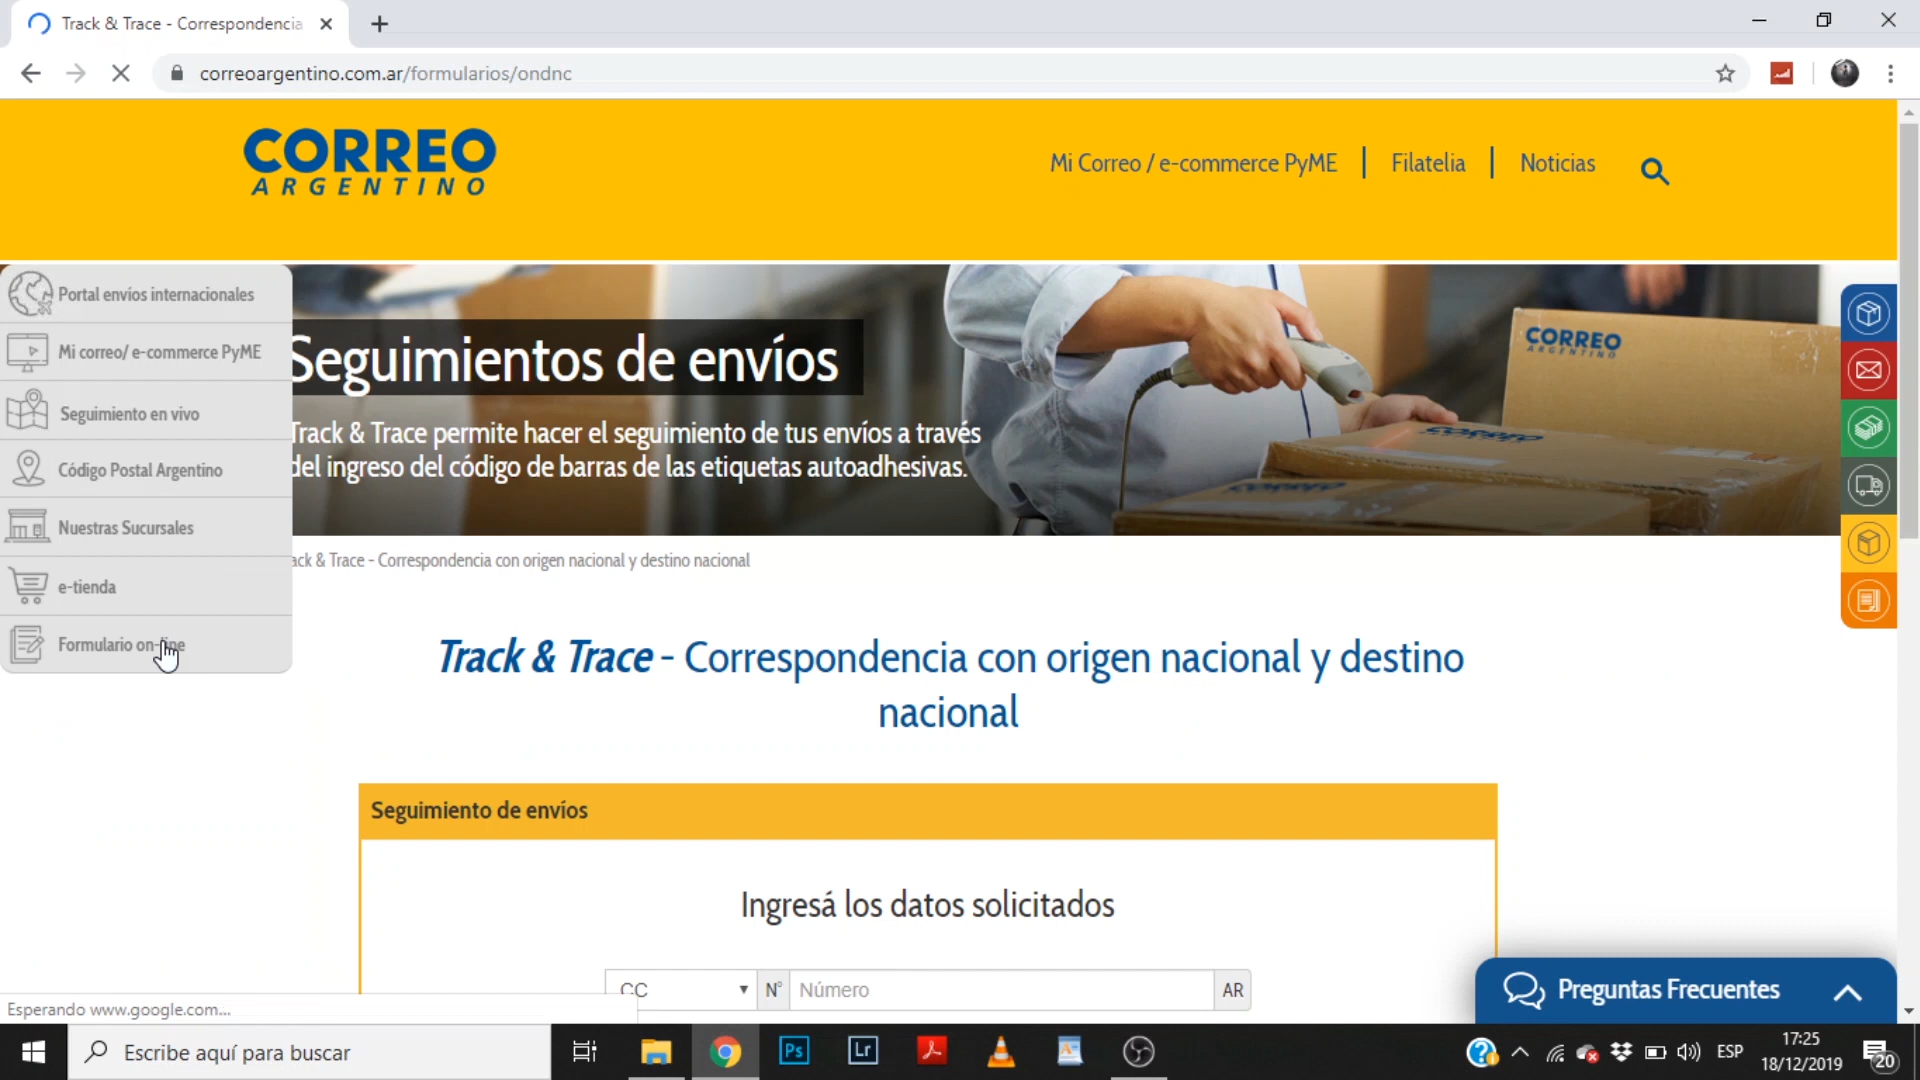 Track & Trace - Correspondencia
correoargentino.com.ar/formularios/ondnc
CORREO
ARGENTINO
Mi Correo / e-commerce PyME
Filatelia
Noticias
Portal envíos internacionales
Mi correo/ e-commerce PyME
Seguimiento en vivo
Código Postal Argentino
Nuestras Sucursales
e-tienda
Formulario on-line
Seguimientos de envíos
Track & Trace permite hacer el seguimiento de tus envíos a través
del ingreso del código de barras de las etiquetas autoadhesivas.
CORREO
ARGENTINO
CORREO
CORREO
ack & Trace - Correspondencia con origen nacional y destino nacional
Track & Trace - Correspondencia con origen nacional y destino
nacional
Seguimiento de envíos
Ingresá los datos solicitados
CC
N°
Número
AR
Preguntas Frecuentes
Esperando www.google.com...
Escribe aquí para buscar
Ps
Lr
ESP
17:25
18/12/2019
20